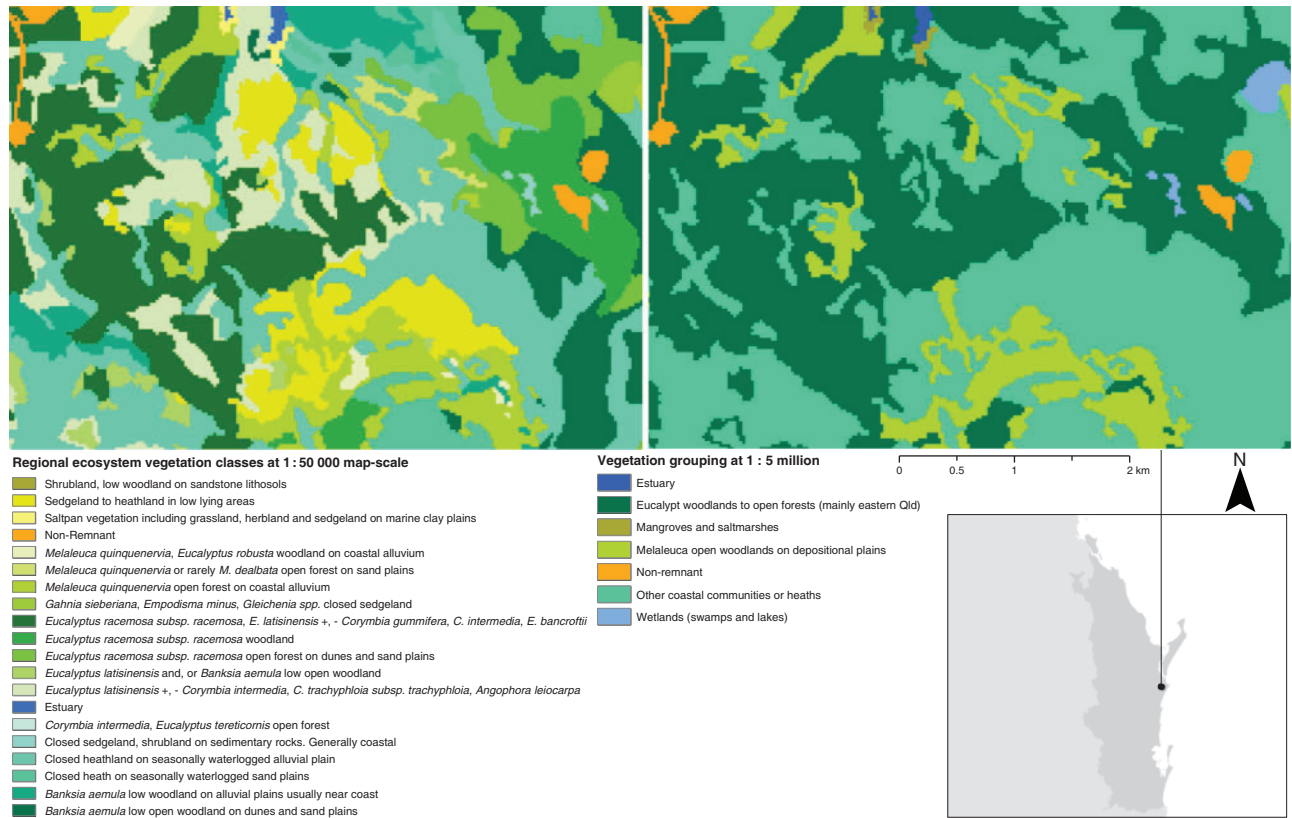 Regional ecosystem vegetation classes at 1 : 50 000 map-scale
Shrubland, low woodland on sandstone lithosols
Sedgeland to heathland in low lying areas
Saltpan vegetation including grassland, herbland and sedgeland on marine clay plains
Non-Remnant
Melaleuca quinquenervia, Eucalyptus robusta woodland on coastal alluvium
Melaleuca quinquenervia or rarely M. dealbata open forest on sand plains
Melaleuca quinquenervia open forest on coastal alluvium
Gahnia sieberiana, Empodisma minus, Gleichenia spp. closed sedgeland
Eucalyptus racemosa subsp. racemosa, E. latisinensis +, - Corymbia gummifera, C. intermedia, E. bancroftii
Eucalyptus racemosa subsp. racemosa woodland
Eucalyptus racemosa subsp. racemosa open forest on dunes and sand plains
Eucalyptus latisinensis and, or Banksia aemula low open woodland
Eucalyptus latisinensis +, - Corymbia intermedia, C. trachyphloia subsp. trachyphloia, Angophora leiocarpa
Estuary
Corymbia intermedia, Eucalyptus tereticornis open forest
Closed sedgeland, shrubland on sedimentary rocks. Generally coastal
Closed heathland on seasonally waterlogged alluvial plain
Closed heath on seasonally waterlogged sand plains
Banksia aemula low woodland on alluvial plains usually near coast
Banksia aemula low open woodland on dunes and sand plains
Vegetation grouping at 1 : 5 million
Estuary
Eucalypt woodlands to open forests (mainly eastern Qld)
Mangroves and saltmarshes
Melaleuca open woodlands on depositional plains
Non-remnant
Other coastal communities or heaths
Wetlands (swamps and lakes)
0 0.5 1 2 km
N